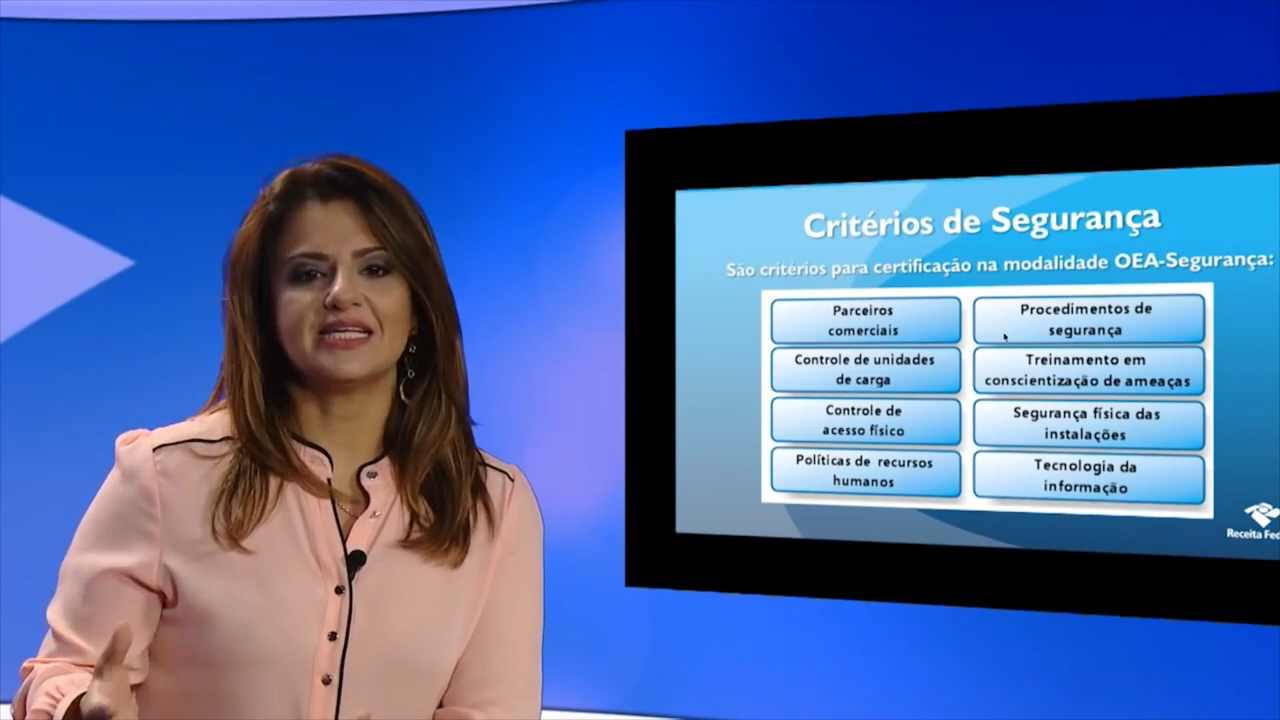 Critérios de Segurança
São critérios para certificação na modalidade OEA-Segurança:
Parceiros
comerciais
Procedimentos de
segurança
Controle de unidades
de carga
Treinamento em
conscientização de ameaças
Controle de
acesso físico
Segurança física das
instalações
Políticas de recursos
humanos
Tecnologia da
informação
Receita Fed